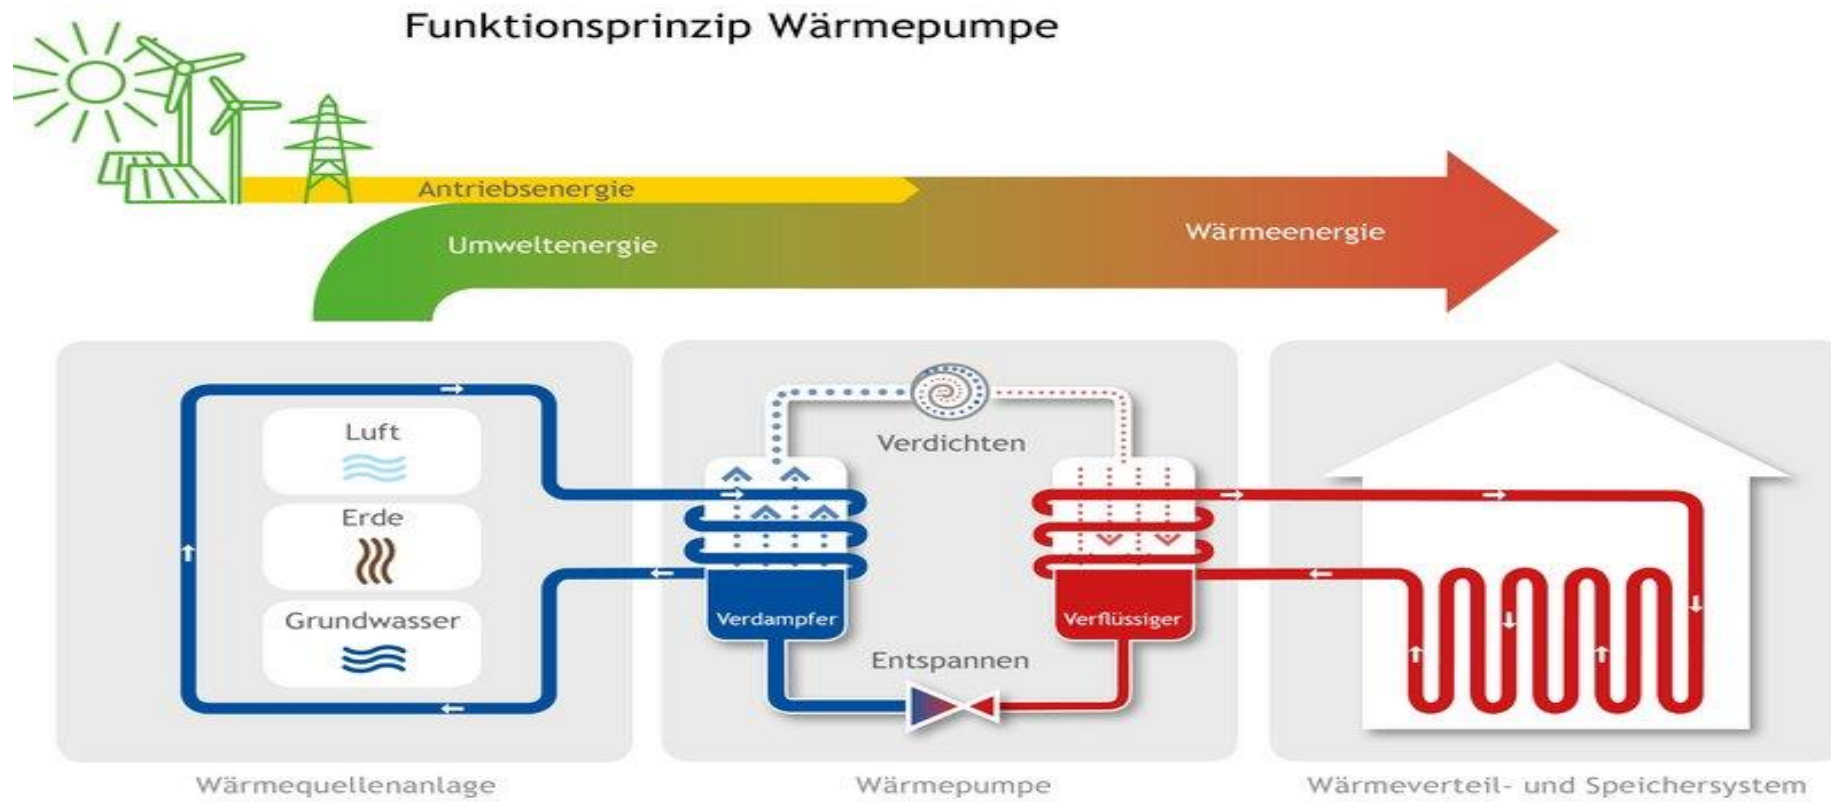 Funktionsprinzip Wärmepumpe
Antriebsenergie
Umweltenergie
Wärmeenergie
Luft
Erde
Grundwasser
Verdichten
Verdampfer
Verflüssiger
Entspannen
Wärmequellenanlage
Wärmepumpe
Wärmeverteil- und Speichersystem